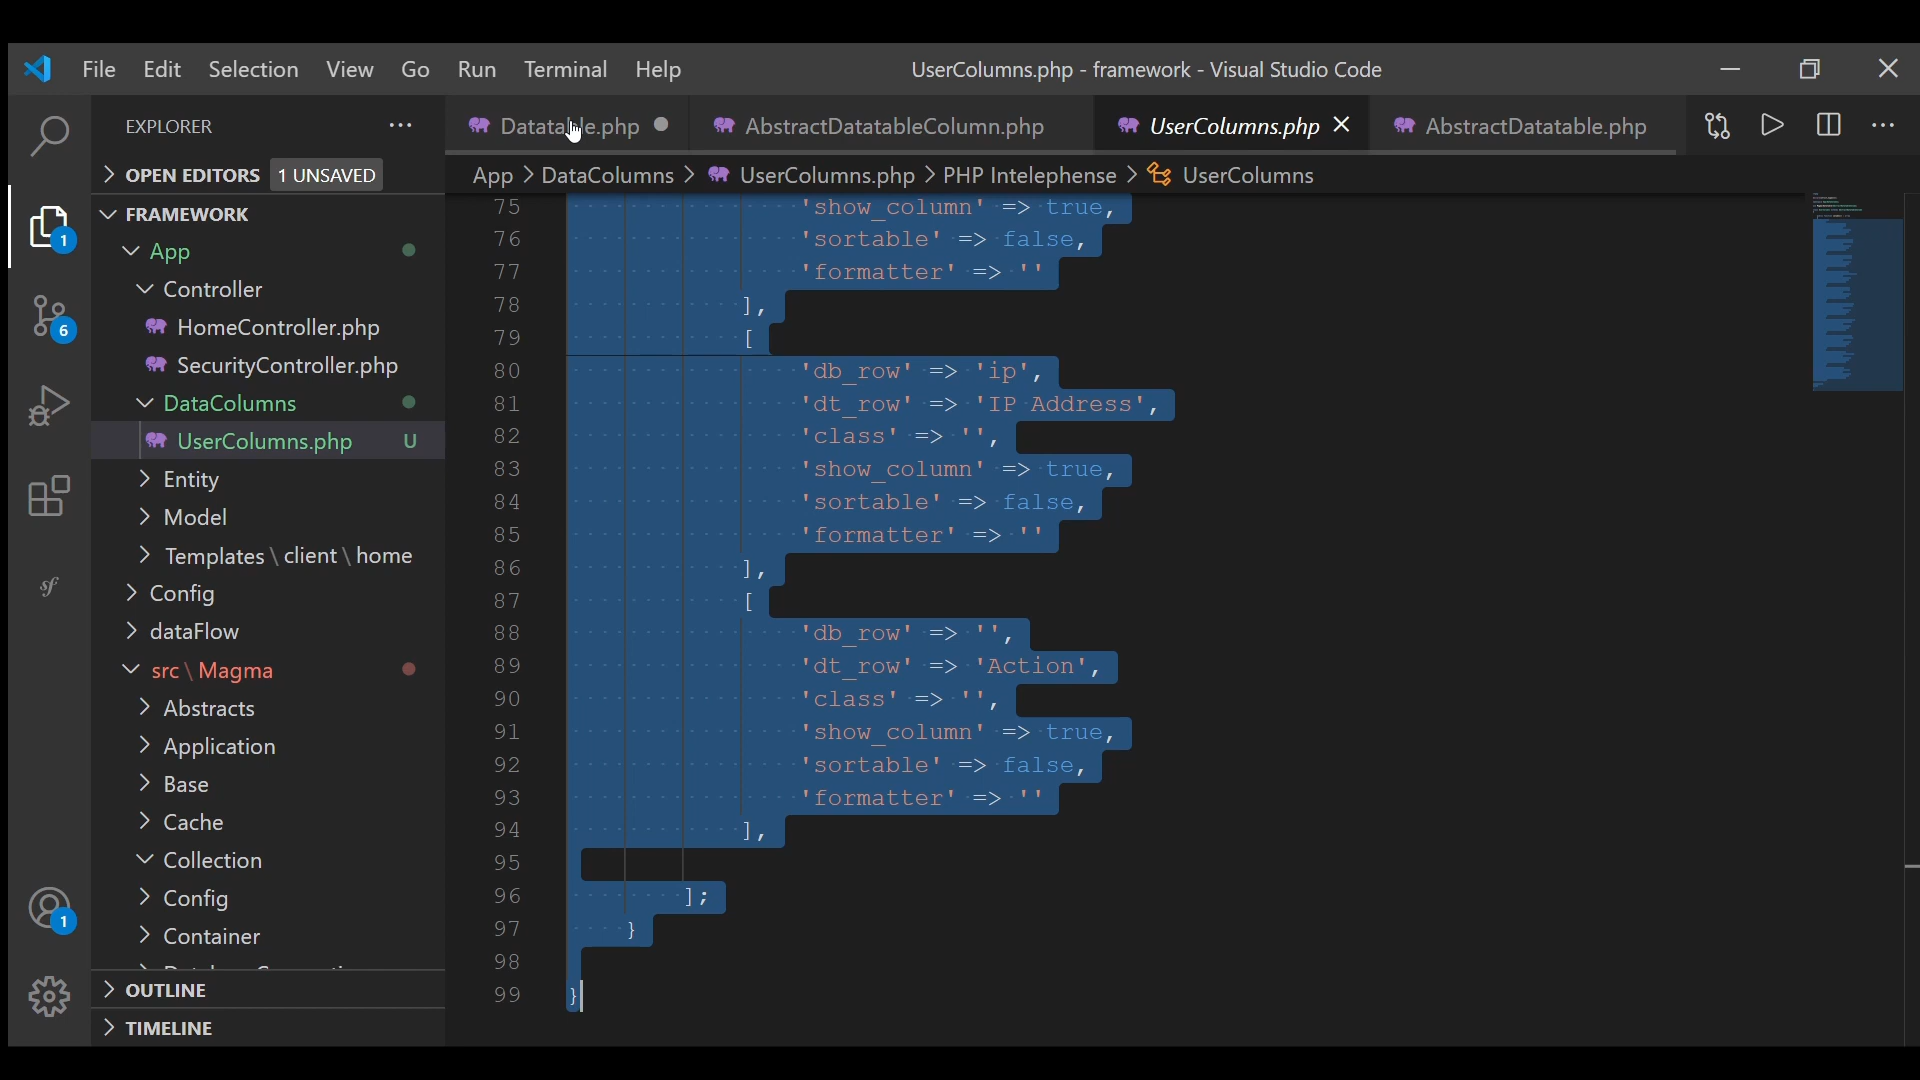 File Edit Selection View Go Run Terminal Help
UserColumns.php - framework - Visual Studio Code
EXPLORER
Datatable.php
AbstractDatatableColumn.php
UserColumns.php
AbstractDatatable.php
OPEN EDITORS 1 UNSAVED
App > DataColumns > UserColumns.php > PHP Intelephense > UserColumns
FRAMEWORK
App
Controller
HomeController.php
SecurityController.php
DataColumns
UserColumns.php U
Entity
Model
Templates \ client \ home
Config
dataFlow
src \ Magma
Abstracts
Application
Base
Cache
Collection
Config
Container
OUTLINE
TIMELINE
1
6
1
75 'show_column' => true,
76 'sortable' => false,
77 'formatter' => ''
78 ],
79 [
80 'db_row' => 'ip',
81 'dt_row' => 'IP Address',
82 'class' => '',
83 'show_column' => true,
84 'sortable' => false,
85 'formatter' => ''
86 ],
87 [
88 'db_row' => '',
89 'dt_row' => 'Action',
90 'class' => '',
91 'show_column' => true,
92 'sortable' => false,
93 'formatter' => ''
94 ],
95
96 ];
97 }
98
99 }